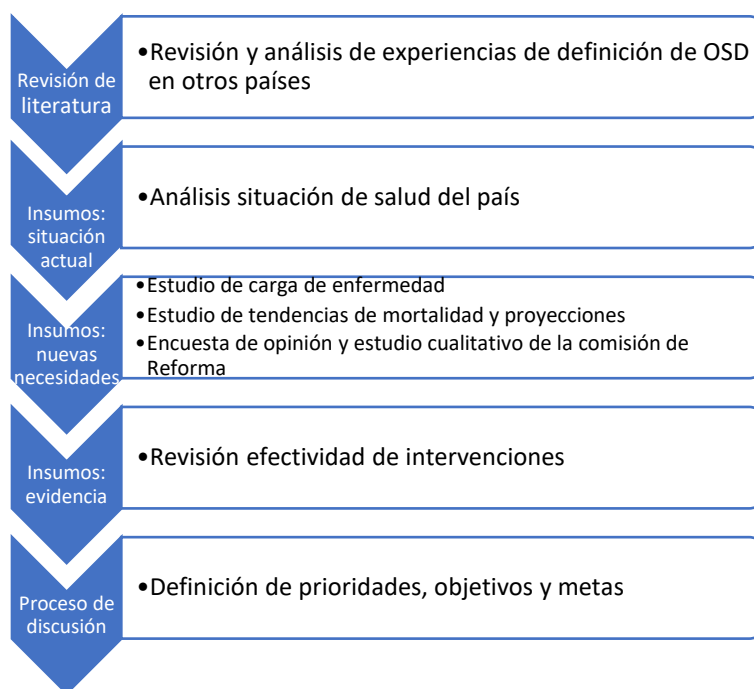 Revisión de
literatura
•Revisión y análisis de experiencias de definición de OSD
en otros países
Insumos:
situación
actual
•Análisis situación de salud del país
Insumos:
nuevas
necesidades
•Estudio de carga de enfermedad
•Estudio de tendencias de mortalidad y proyecciones
•Encuesta de opinión y estudio cualitativo de la comisión de
Reforma
Insumos:
evidencia
•Revisión efectividad de intervenciones
Proceso de
discusión
•Definición de prioridades, objetivos y metas